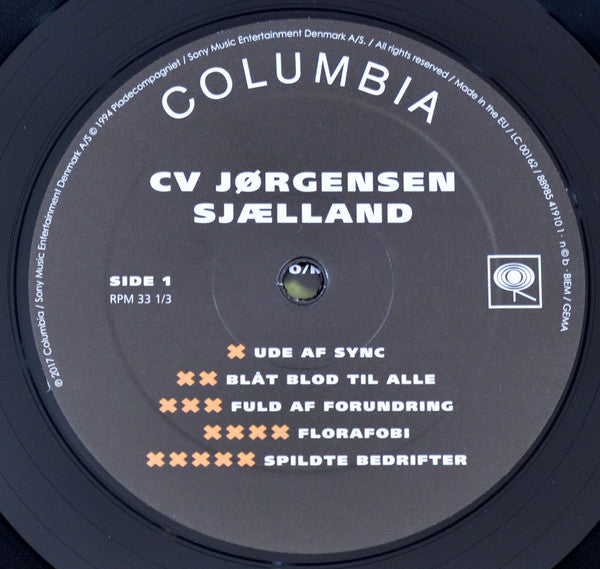 © 2017 Columbia / Sony Music Entertainment Denmark A/S © 1994 Pladecompagniet / Sony Music Entertainment Denmark A/S. / All rights reserved / Made in the EU / LC 00162 / 88985 41910 1 · n©b · BIEM / GEMA
COLUMBIA
CV JØRGENSEN
SJÆLLAND
SIDE 1
RPM 33 1/3
UDE AF SYNC
BLÅT BLOD TIL ALLE
FULD AF FORUNDRING
FLORAFOBI
SPILDTE BEDRIFTER